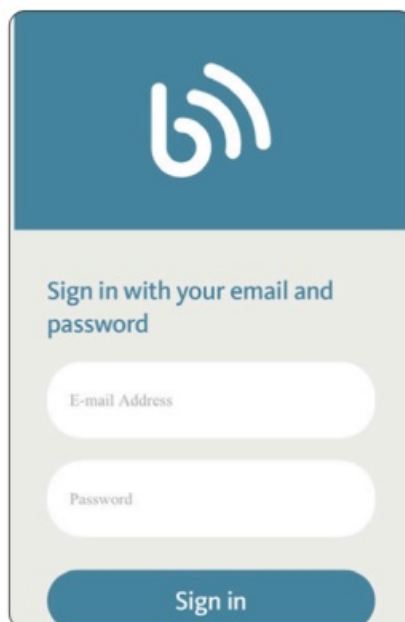 Sign in with your email and
password
E-mail Address
Password
Sign in